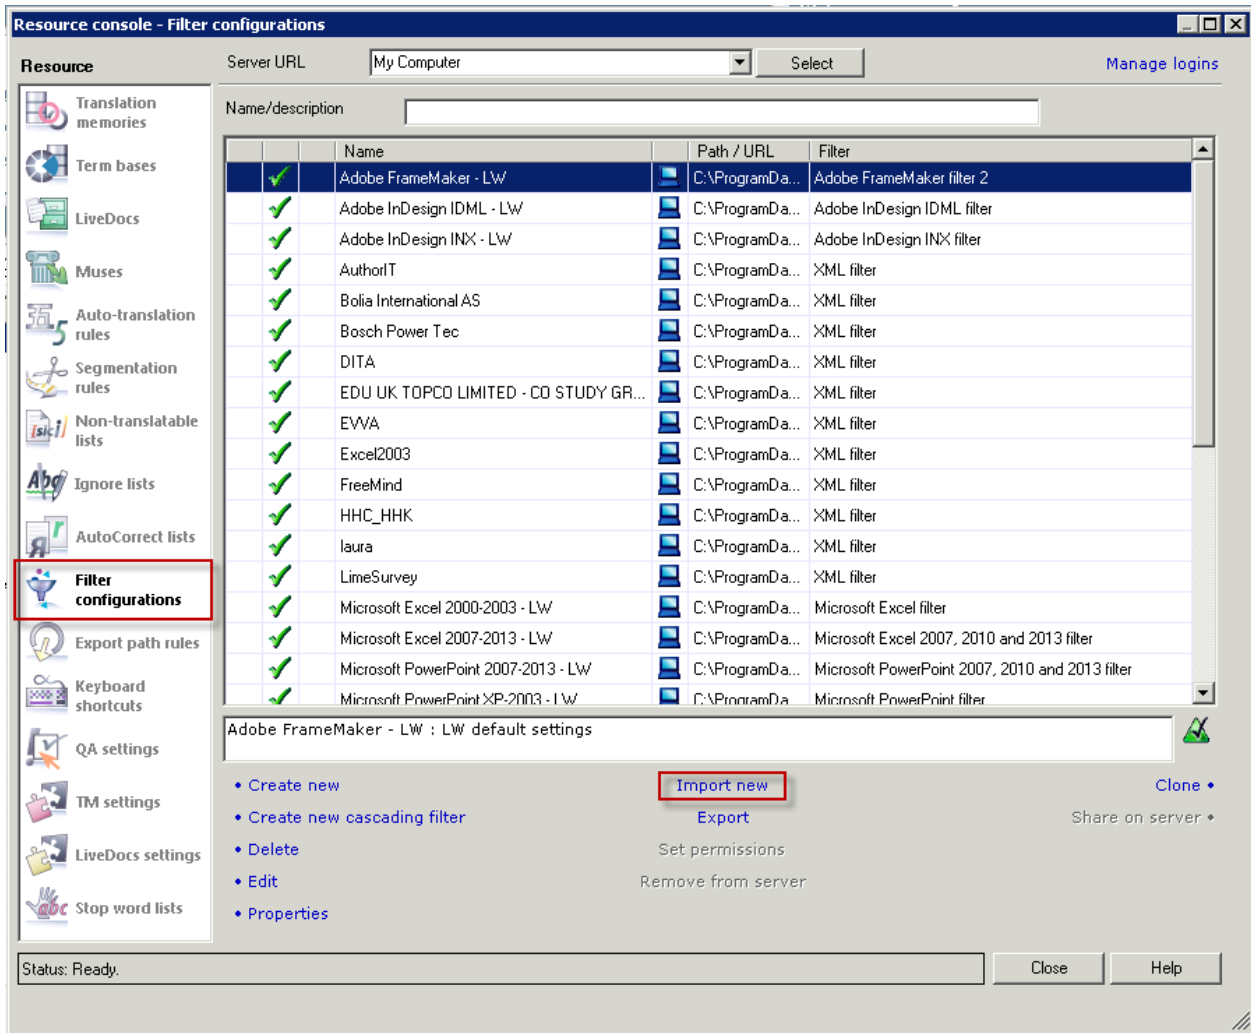 Resource console - Filter configurations
Resource
Server URL
My Computer
Select
Manage logins
Name/description
Translation
memories
Term bases
LiveDocs
Muses
Auto-translation
rules
Segmentation
rules
Non-translatable
lists
Ignore lists
AutoCorrect lists
Filter
configurations
Export path rules
Keyboard
shortcuts
QA settings
TM settings
LiveDocs settings
Stop word lists
Name Path / URL Filter
Adobe FrameMaker - LW C:\ProgramDa... Adobe FrameMaker filter 2
Adobe InDesign IDML - LW C:\ProgramDa... Adobe InDesign IDML filter
Adobe InDesign INX - LW C:\ProgramDa... Adobe InDesign INX filter
AuthorIT C:\ProgramDa... XML filter
Bolia International AS C:\ProgramDa... XML filter
Bosch Power Tec C:\ProgramDa... XML filter
DITA C:\ProgramDa... XML filter
EDU UK TOPCO LIMITED - CO STUDY GR... C:\ProgramDa... XML filter
EVVA C:\ProgramDa... XML filter
Excel2003 C:\ProgramDa... XML filter
FreeMind C:\ProgramDa... XML filter
HHC_HHK C:\ProgramDa... XML filter
laura C:\ProgramDa... XML filter
LimeSurvey C:\ProgramDa... XML filter
Microsoft Excel 2000-2003 - LW C:\ProgramDa... Microsoft Excel filter
Microsoft Excel 2007-2013 - LW C:\ProgramDa... Microsoft Excel 2007, 2010 and 2013 filter
Microsoft PowerPoint 2007-2013 - LW C:\ProgramDa... Microsoft PowerPoint 2007, 2010 and 2013 filter
Microsoft PowerPoint XP-2003 - LW C:\ProgramDa... Microsoft PowerPoint filter
Adobe FrameMaker - LW : LW default settings
• Create new Import new Clone •
• Create new cascading filter Export Share on server •
• Delete Set permissions
• Edit Remove from server
• Properties
Status: Ready.
Close
Help